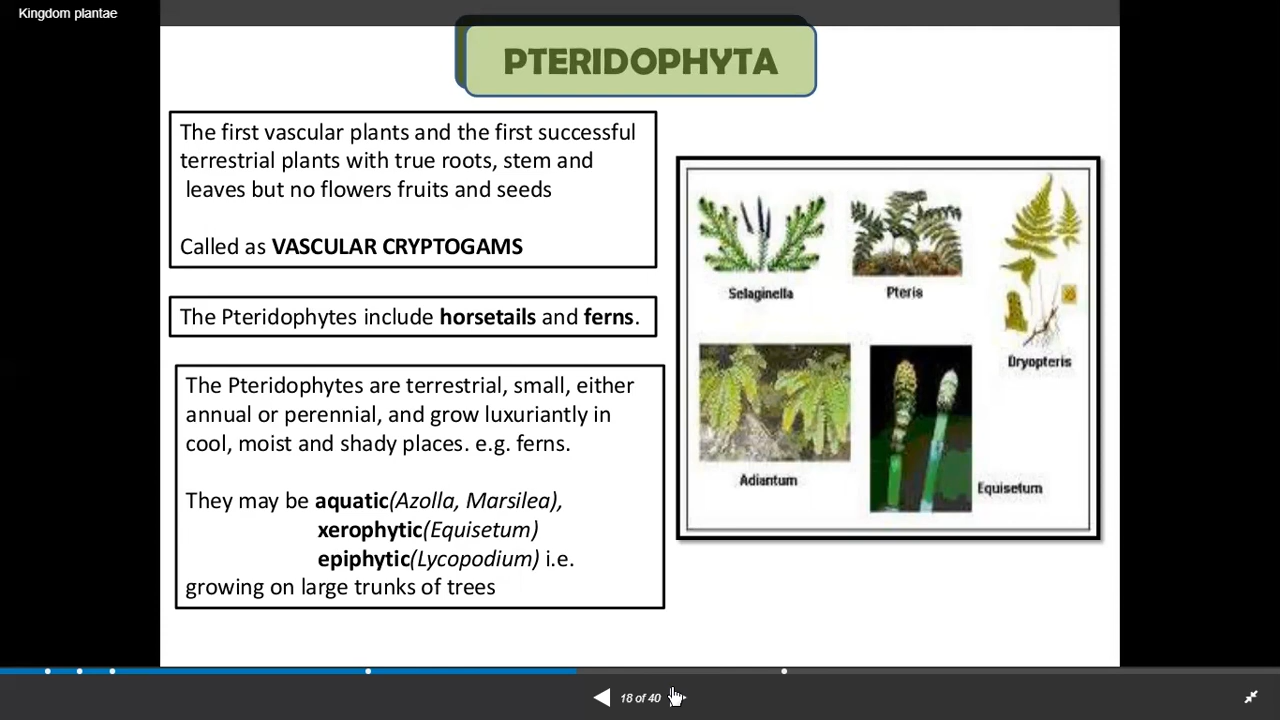 Kingdom plantae
PTERIDOPHYTA
The first vascular plants and the first successful
terrestrial plants with true roots, stem and
leaves but no flowers fruits and seeds
Called as VASCULAR CRYPTOGAMS
The Pteridophytes include horsetails and ferns.
The Pteridophytes are terrestrial, small, either
annual or perennial, and grow luxuriantly in
cool, moist and shady places. e.g. ferns.
They may be aquatic(Azolla, Marsilea),
xerophytic(Equisetum)
epiphytic(Lycopodium) i.e.
growing on large trunks of trees
Selaginella
Pteris
Dryopteris
Adiantum
Equisetum
18 of 40